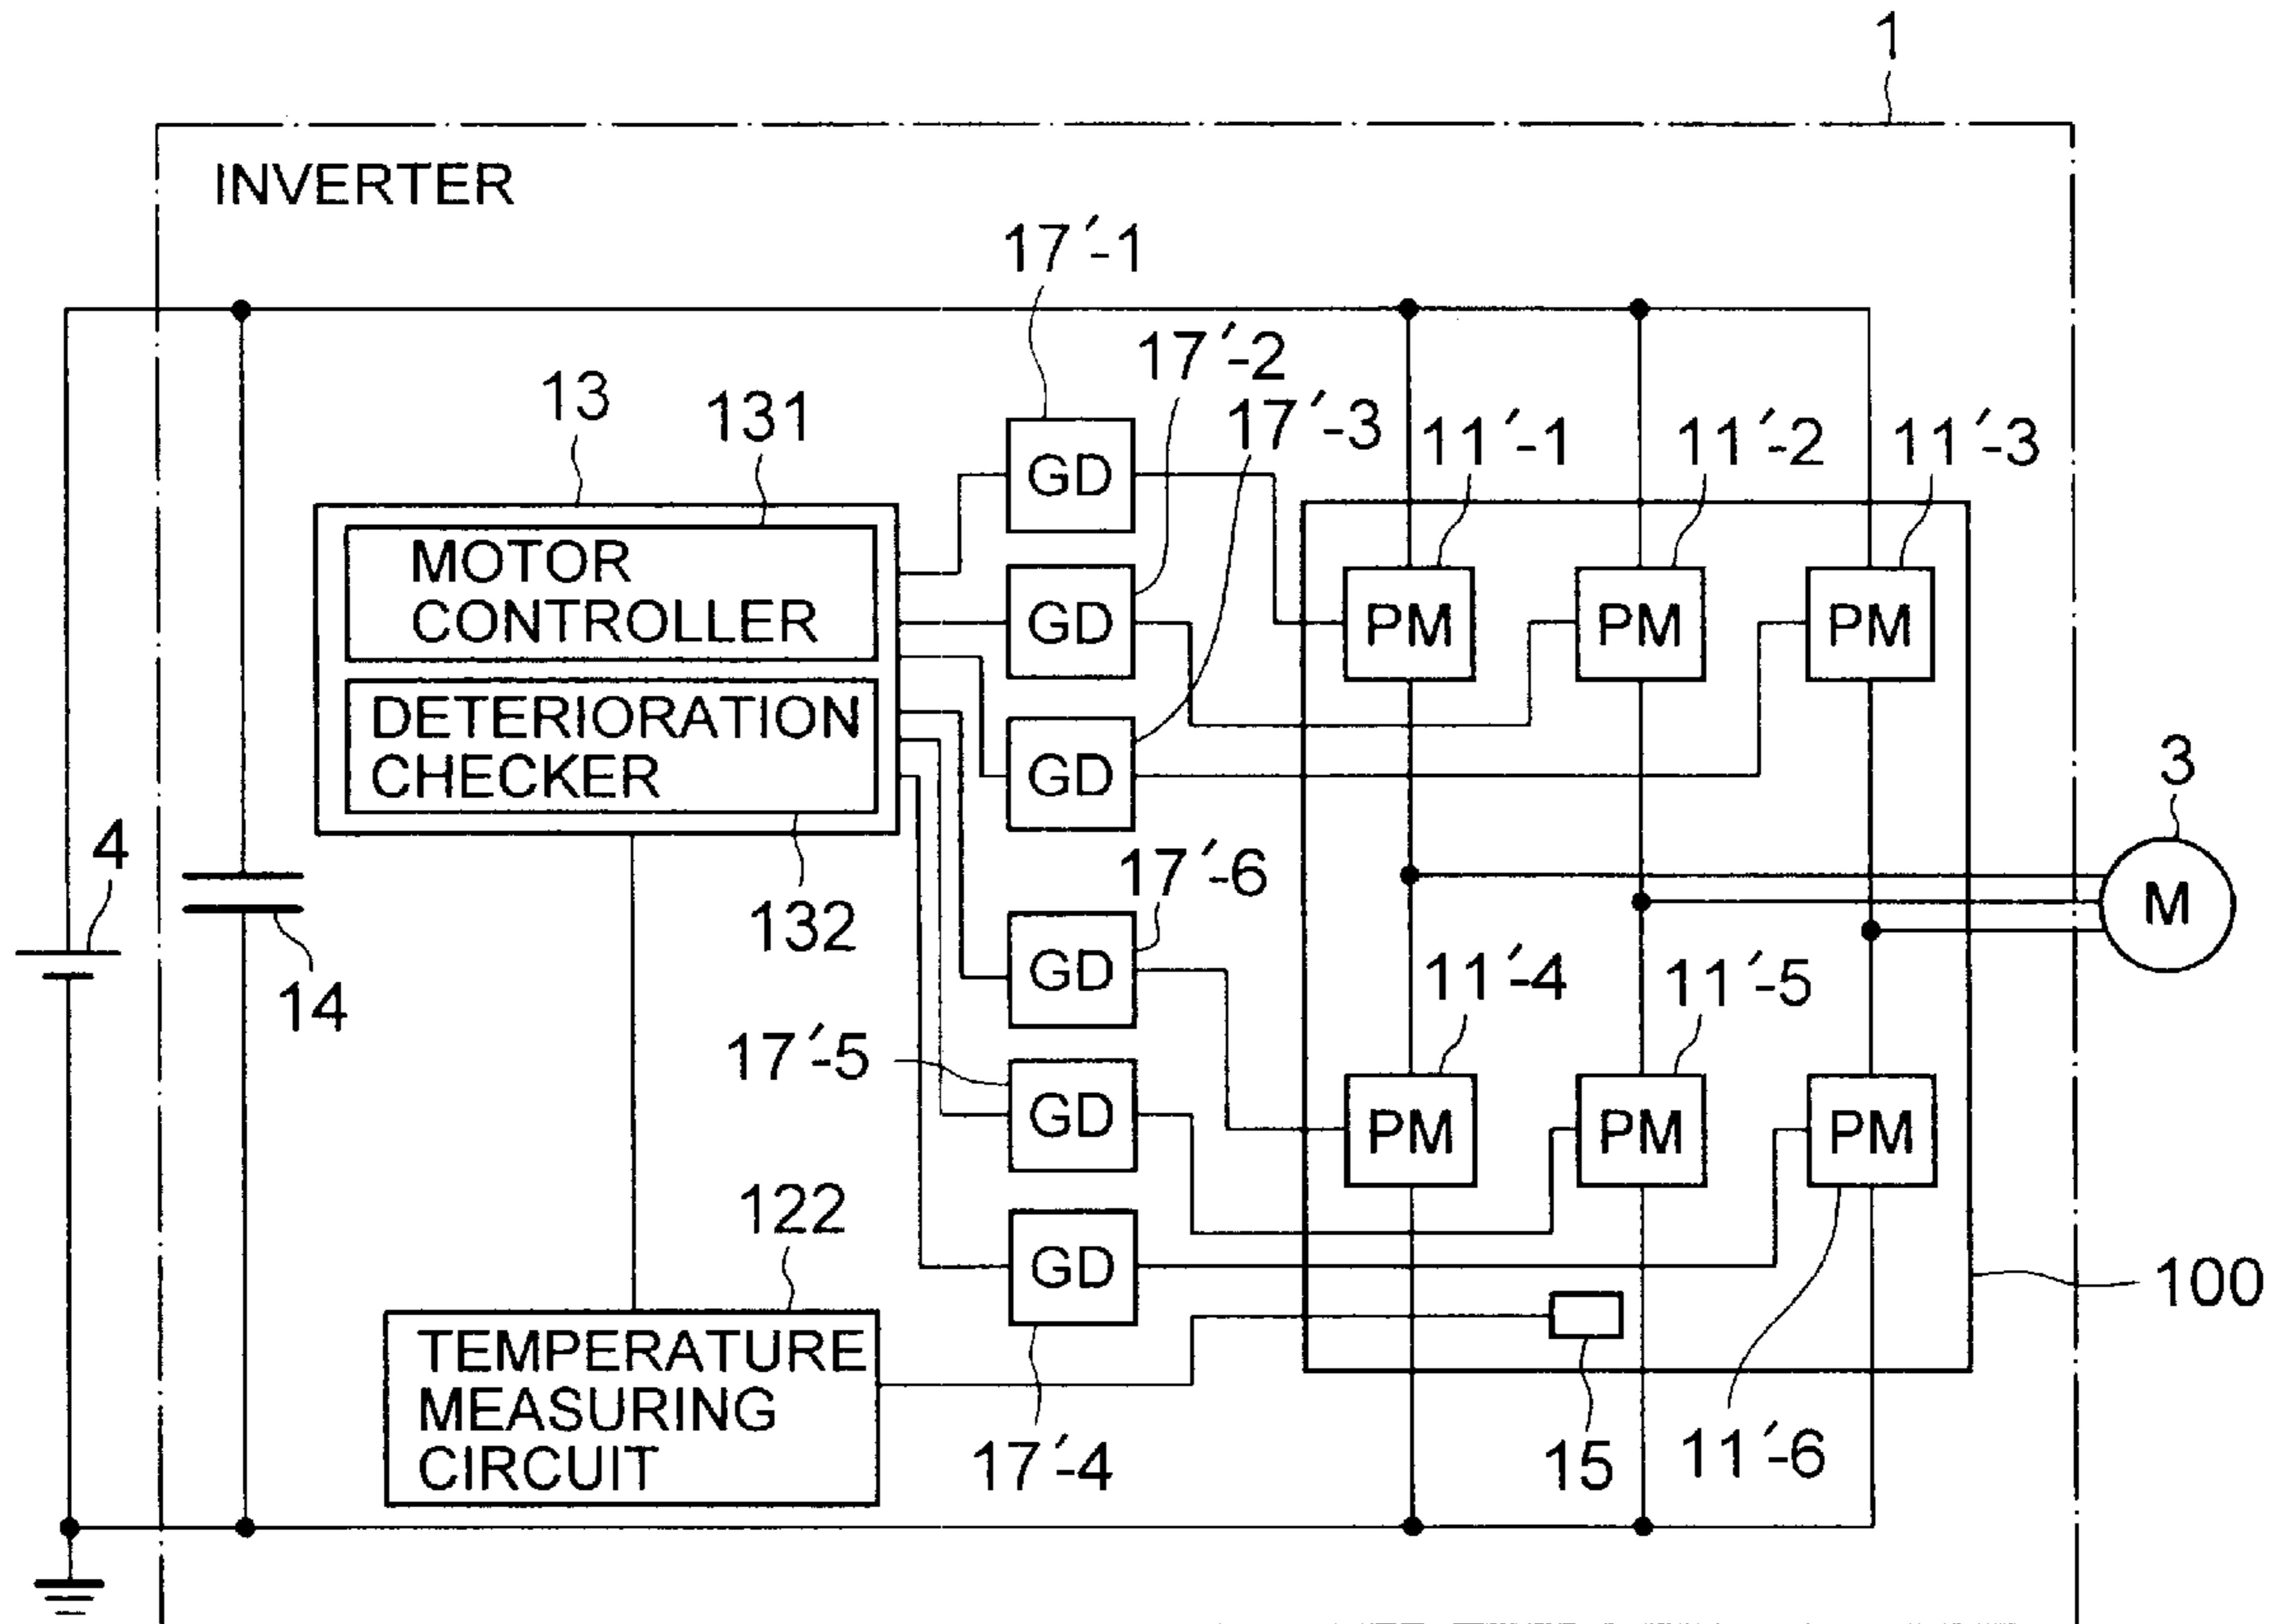 1
INVERTER
17′-1
17′-2
17′-3
13
131
11′-1
11′-2
11′-3
GD
MOTOR
CONTROLLER
GD
PM
PM
PM
DETERIORATION
CHECKER
GD
3
4
132
17′-6
M
14
GD
11′-4
11′-5
17′-5
GD
PM
PM
PM
122
GD
100
TEMPERATURE
MEASURING
CIRCUIT
17′-4
15
11′-6